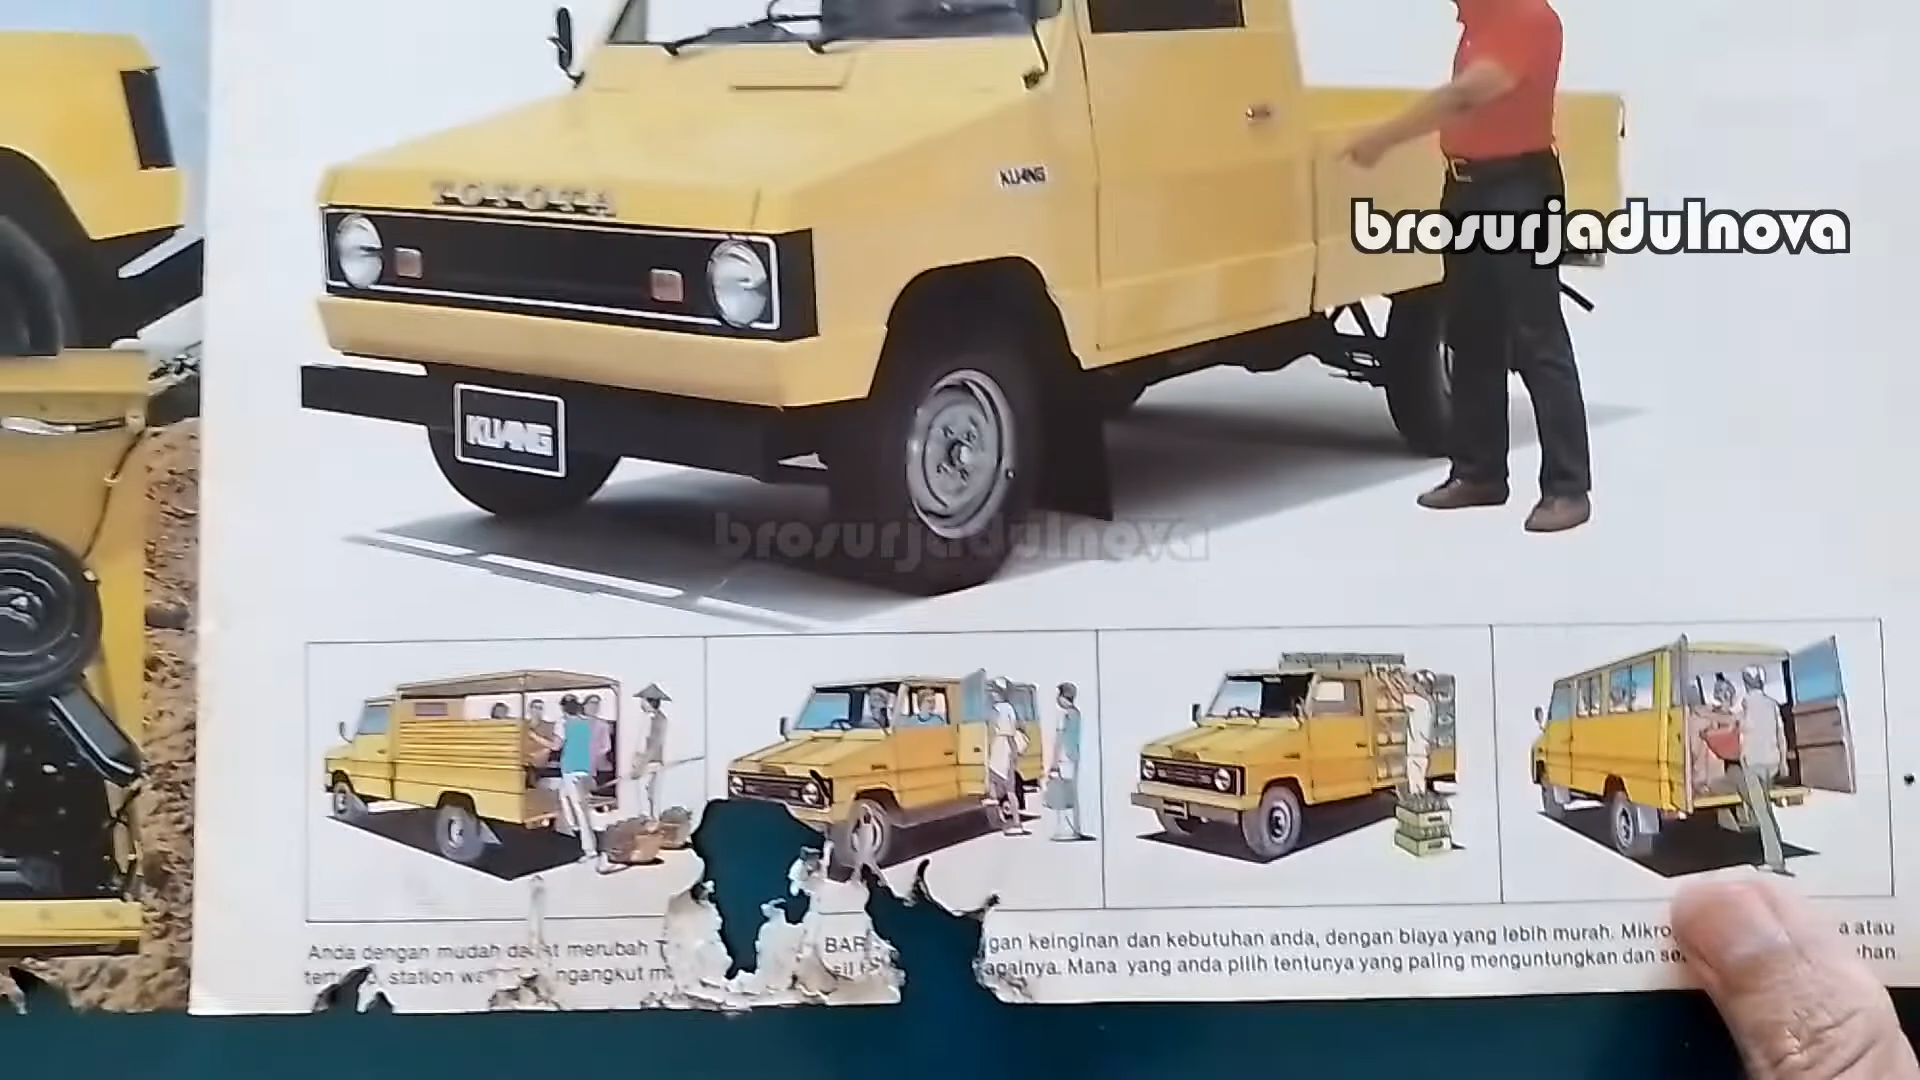 TOYOTA
KIJANG
brosurjadulnova
KIJANG
brosurjadulnova
Anda dengan mudah merubah BAR gan keinginan dan kebutuhan anda, dengan biaya yang lebih murah. Mikro a atau
station ngangkut againya. Mana yang anda pilih tentunya yang paling menguntungkan dan